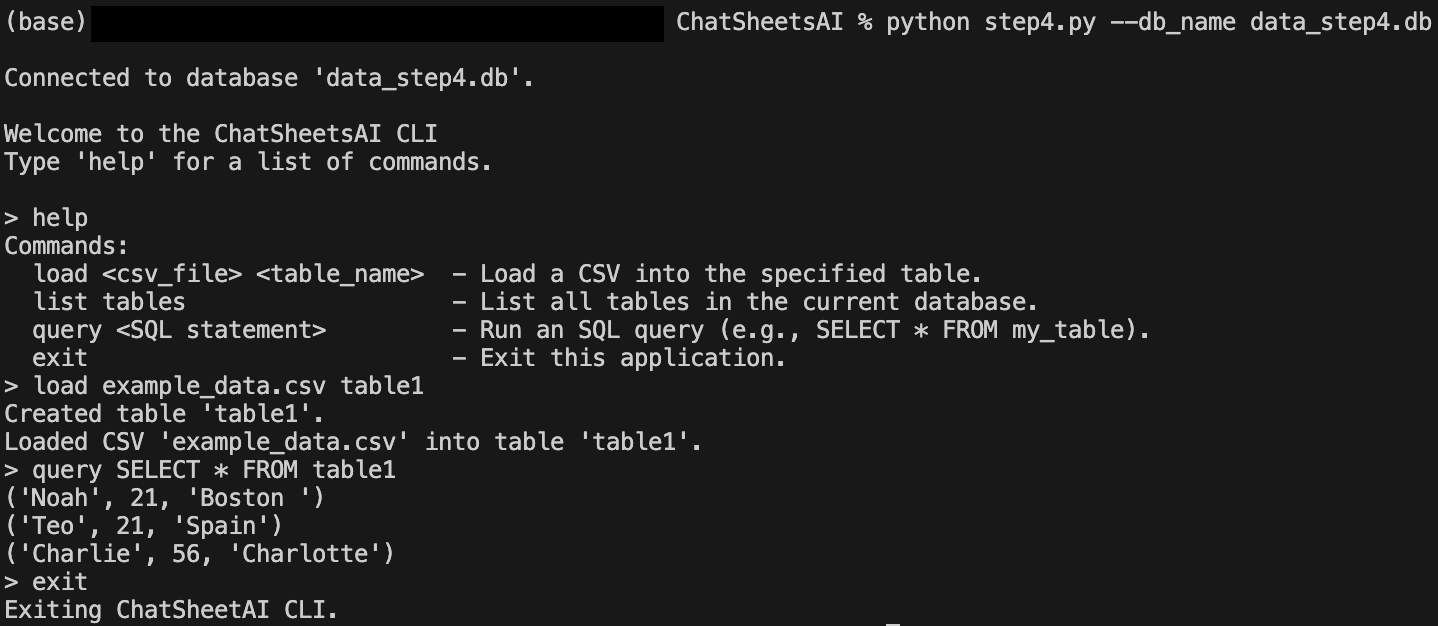 (base) ChatSheetsAI % python step4.py --db_name data_step4.db
Connected to database 'data_step4.db'.
Welcome to the ChatSheetsAI CLI
Type 'help' for a list of commands.
> help
Commands:
  load <csv_file> <table_name>  - Load a CSV into the specified table.
  list tables                   - List all tables in the current database.
  query <SQL statement>         - Run an SQL query (e.g., SELECT * FROM my_table).
  exit                          - Exit this application.
> load example_data.csv table1
Created table 'table1'.
Loaded CSV 'example_data.csv' into table 'table1'.
> query SELECT * FROM table1
('Noah', 21, 'Boston ')
('Teo', 21, 'Spain')
('Charlie', 56, 'Charlotte')
> exit
Exiting ChatSheetAI CLI.